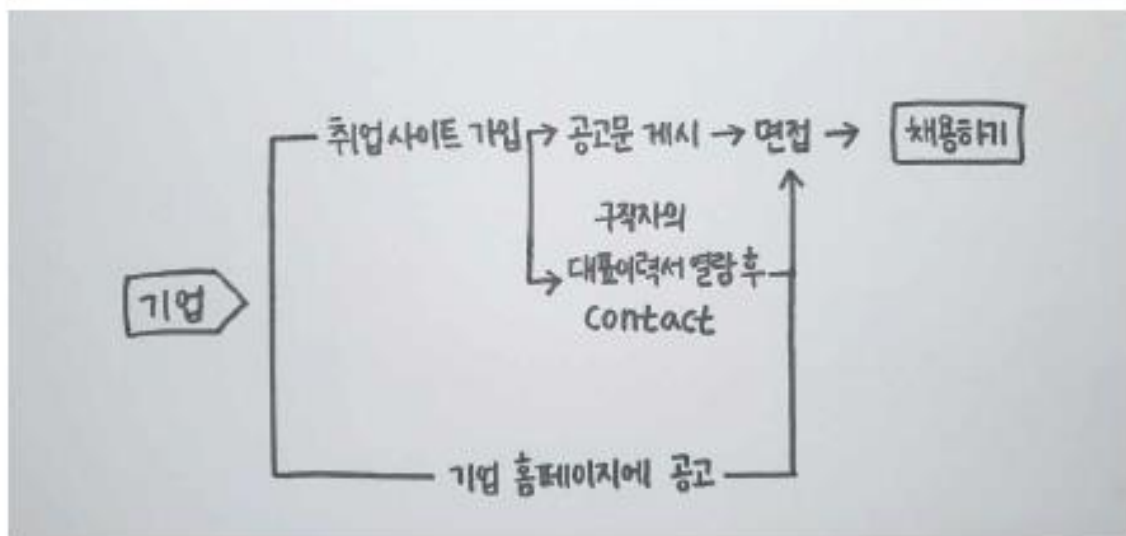 취업사이트 가입 → 공고문 게시 → 면접 → 채용하기
구직자의
대표이력서 열람 후
contact
기업
기업 홈페이지에 공고